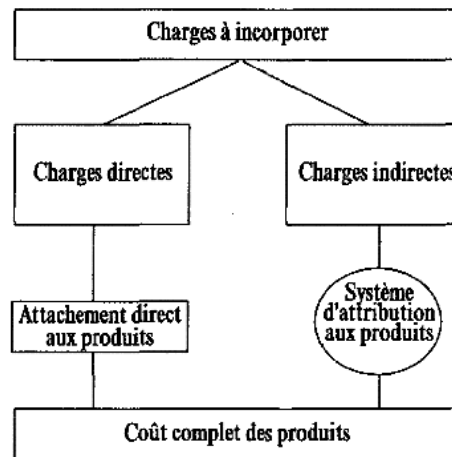 Charges à incorporer
Charges directes
Charges indirectes
Attachement direct
aux produits
Système
d'attribution
aux produits
Coût complet des produits